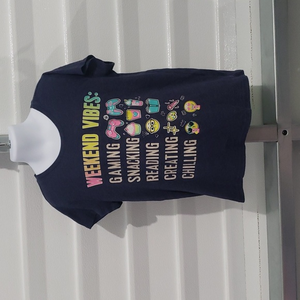 WEEKEND VIBES:
GAMING
SNACKING
READING
CREATING
CHILLING